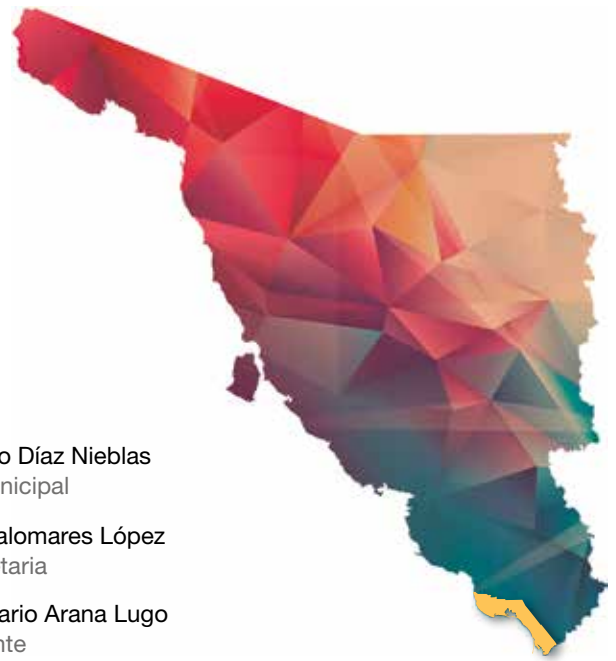 o Díaz Nieblas
nicipal
alomares López
taria
ario Arana Lugo
nte